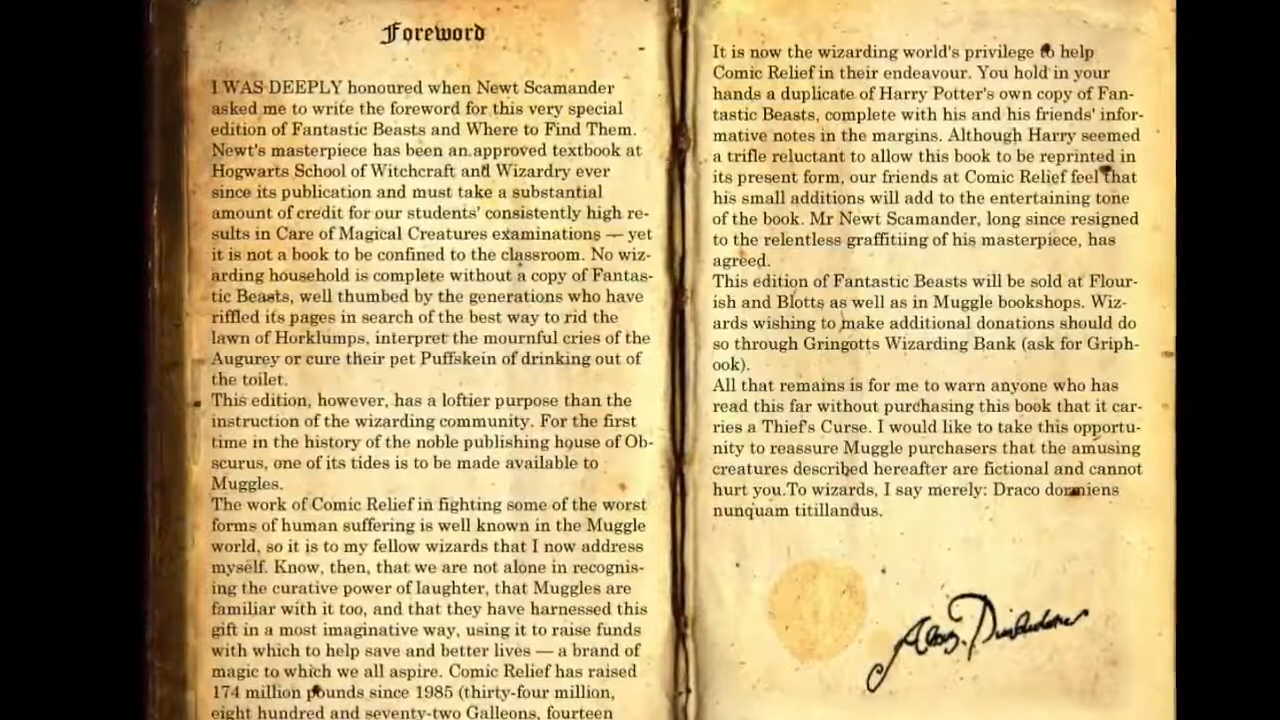 Foreword
I WAS DEEPLY honoured when Newt Scamander
asked me to write the foreword for this very special
edition of Fantastic Beasts and Where to Find Them.
Newt's masterpiece has been an approved textbook at
Hogwarts School of Witchcraft and Wizardry ever
since its publication and must take a substantial
amount of credit for our students' consistently high re-
sults in Care of Magical Creatures examinations — yet
it is not a book to be confined to the classroom. No wiz-
arding household is complete without a copy of Fantas-
tic Beasts, well thumbed by the generations who have
riffled its pages in search of the best way to rid the
lawn of Horklumps, interpret the mournful cries of the
Augurey or cure their pet Puffskein of drinking out of
the toilet.
This edition, however, has a loftier purpose than the
instruction of the wizarding community. For the first
time in the history of the noble publishing house of Ob-
scurus, one of its tides is to be made available to
Muggles.
The work of Comic Relief in fighting some of the worst
forms of human suffering is well known in the Muggle
world, so it is to my fellow wizards that I now address
myself. Know, then, that we are not alone in recognis-
ing the curative power of laughter, that Muggles are
familiar with it too, and that they have harnessed this
gift in a most imaginative way, using it to raise funds
with which to help save and better lives — a brand of
magic to which we all aspire. Comic Relief has raised
174 million pounds since 1985 (thirty-four million,
eight hundred and seventy-two Galleons, fourteen
It is now the wizarding world's privilege to help
Comic Relief in their endeavour. You hold in your
hands a duplicate of Harry Potter's own copy of Fan-
tastic Beasts, complete with his and his friends' infor-
mative notes in the margins. Although Harry seemed
a trifle reluctant to allow this book to be reprinted in
its present form, our friends at Comic Relief feel that
his small additions will add to the entertaining tone
of the book. Mr Newt Scamander, long since resigned
to the relentless graffitiing of his masterpiece, has
agreed.
This edition of Fantastic Beasts will be sold at Flour-
ish and Blotts as well as in Muggle bookshops. Wiz-
ards wishing to make additional donations should do
so through Gringotts Wizarding Bank (ask for Griph-
ook).
All that remains is for me to warn anyone who has
read this far without purchasing this book that it car-
ries a Thief's Curse. I would like to take this opportu-
nity to reassure Muggle purchasers that the amusing
creatures described hereafter are fictional and cannot
hurt you.To wizards, I say merely: Draco dormiens
nunquam titillandus.